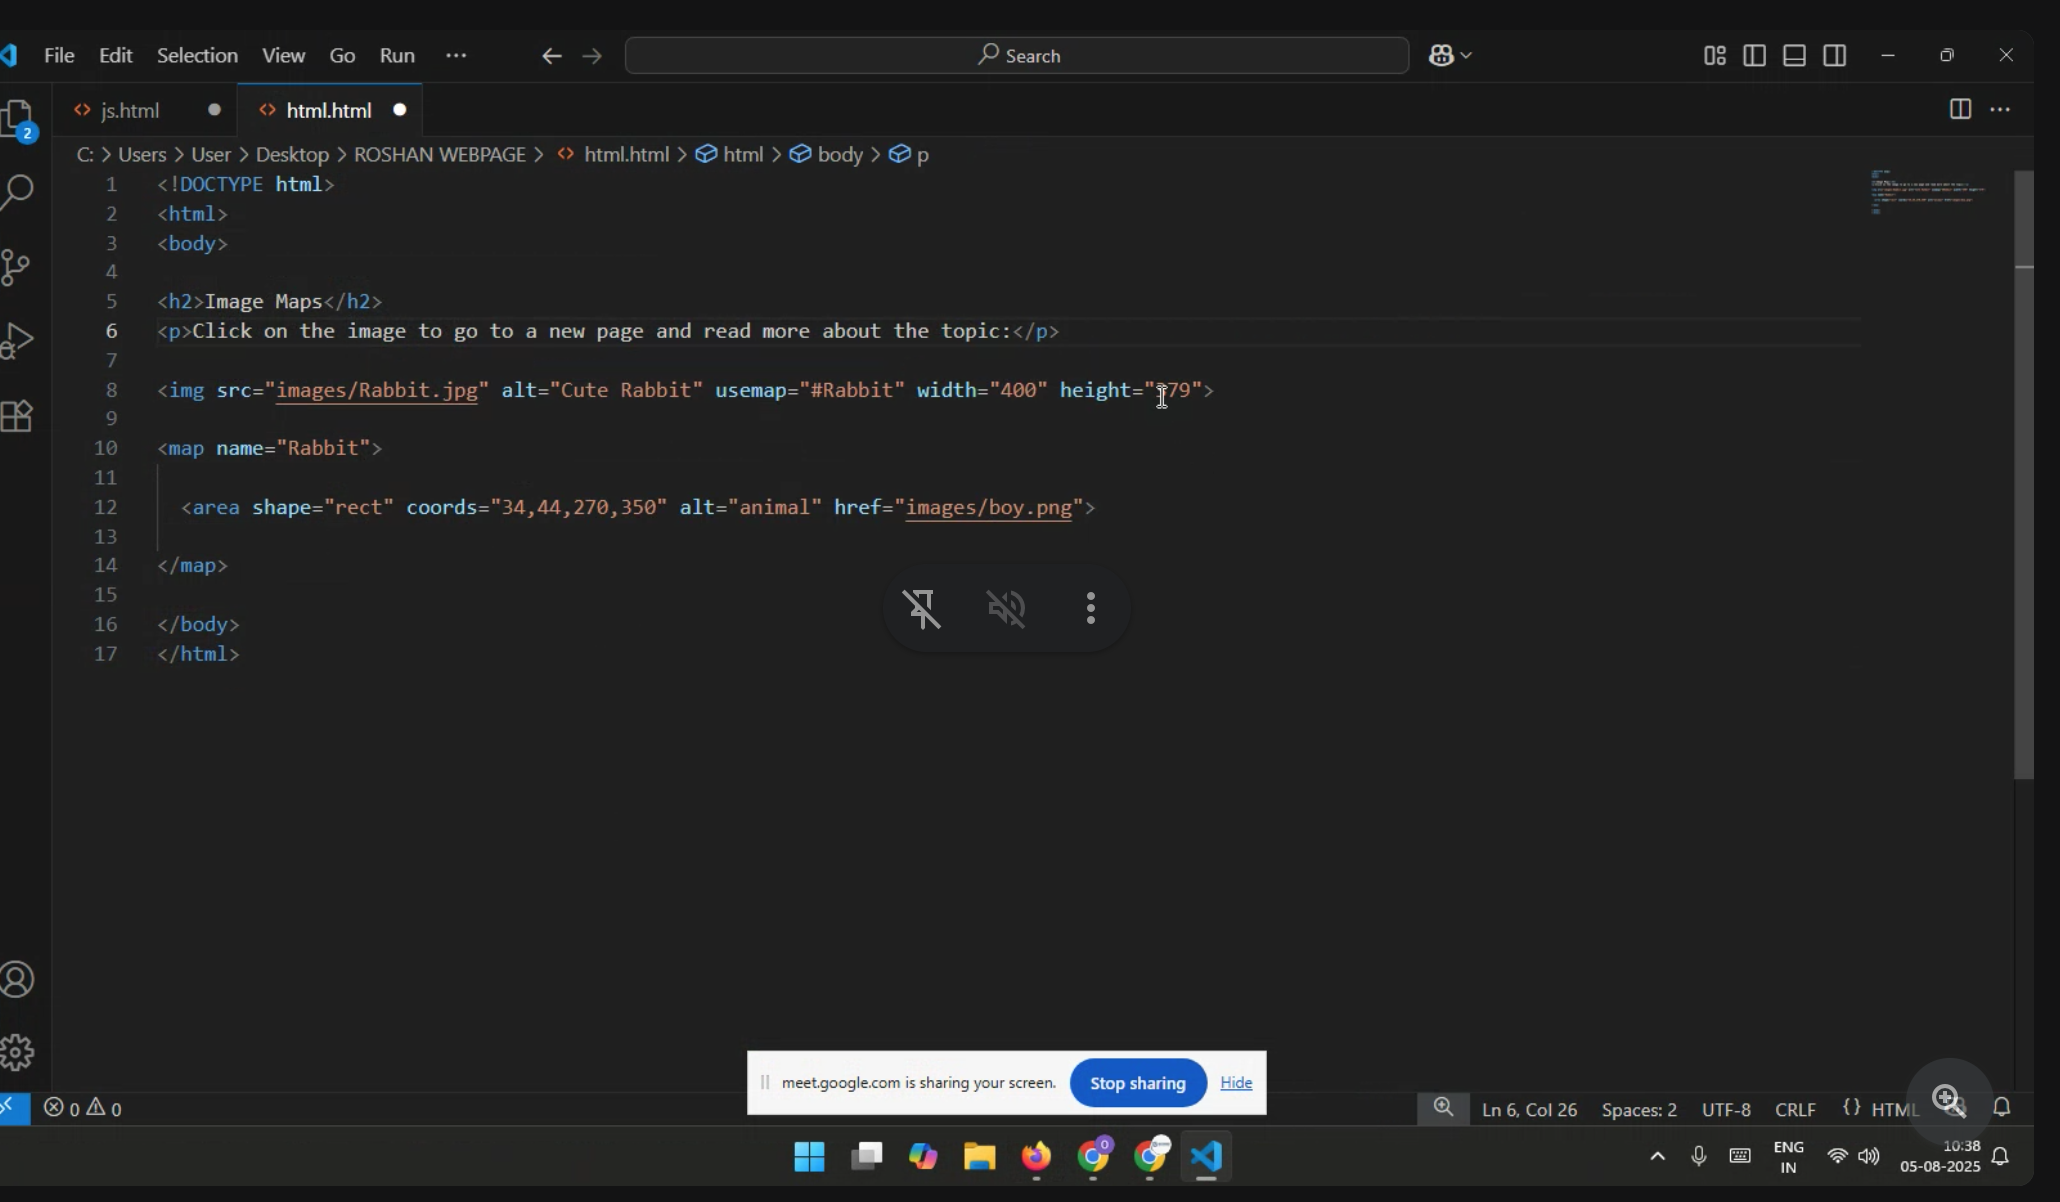 File Edit Selection View Go Run ··· Search
js.html html.html
2
C: > Users > User > Desktop > ROSHAN WEBPAGE > html.html > html > body > p
1 <!DOCTYPE html>
2 <html>
3 <body>
4
5 <h2>Image Maps</h2>
6 <p>Click on the image to go to a new page and read more about the topic:</p>
7
8 <img src="images/Rabbit.jpg" alt="Cute Rabbit" usemap="#Rabbit" width="400" height="379">
9
10 <map name="Rabbit">
11
12 <area shape="rect" coords="34,44,270,350" alt="animal" href="images/boy.png">
13
14 </map>
15
16 </body>
17 </html>
meet.google.com is sharing your screen. Stop sharing Hide
0 0 Ln 6, Col 26 Spaces: 2 UTF-8 CRLF {} HTML
ENG 10:38
IN 05-08-2025